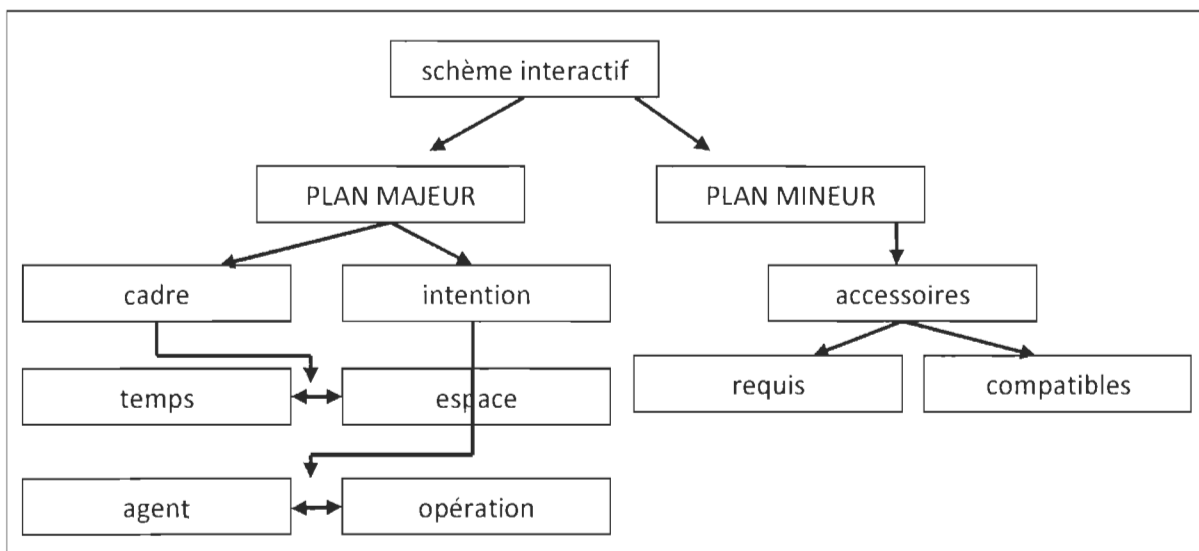 schème interactif
PLAN MAJEUR
PLAN MINEUR
cadre
intention
accessoires
requis
compatibles
temps
espace
agent
opération